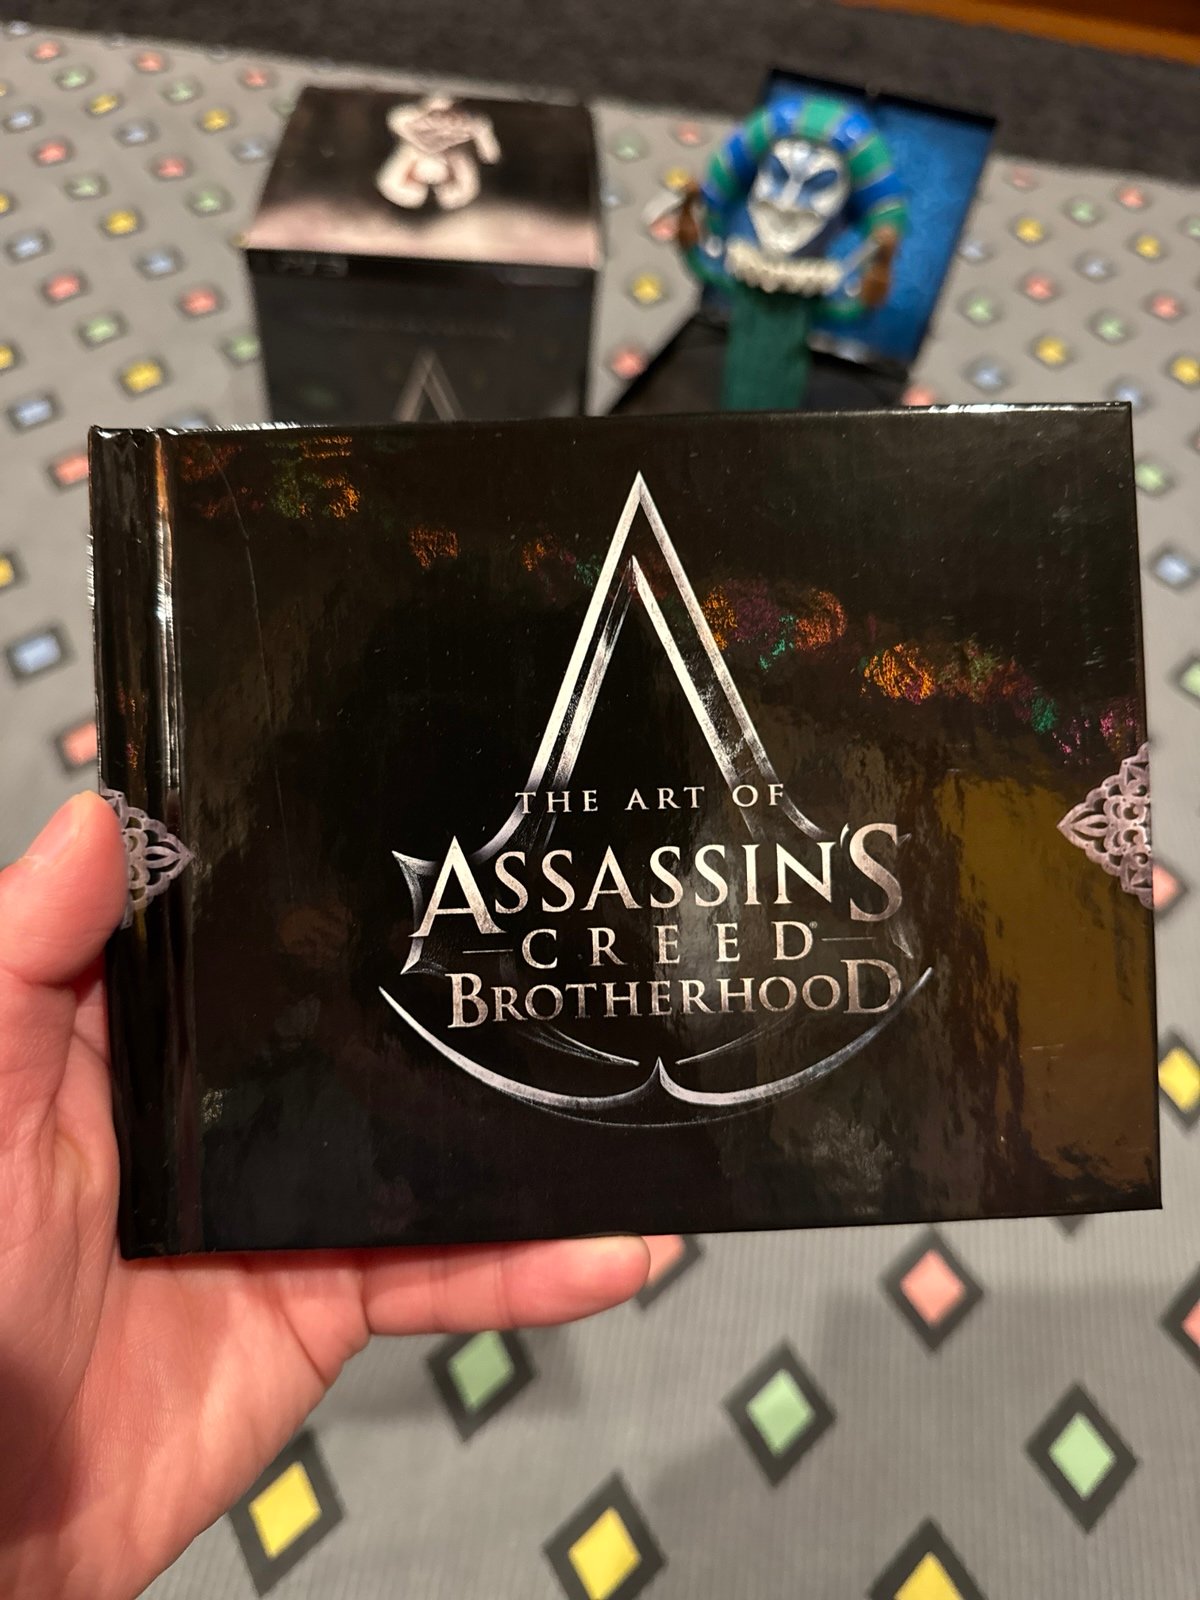 THE ART OF
ASSASSIN'S
CREED®
BROTHERHOOD